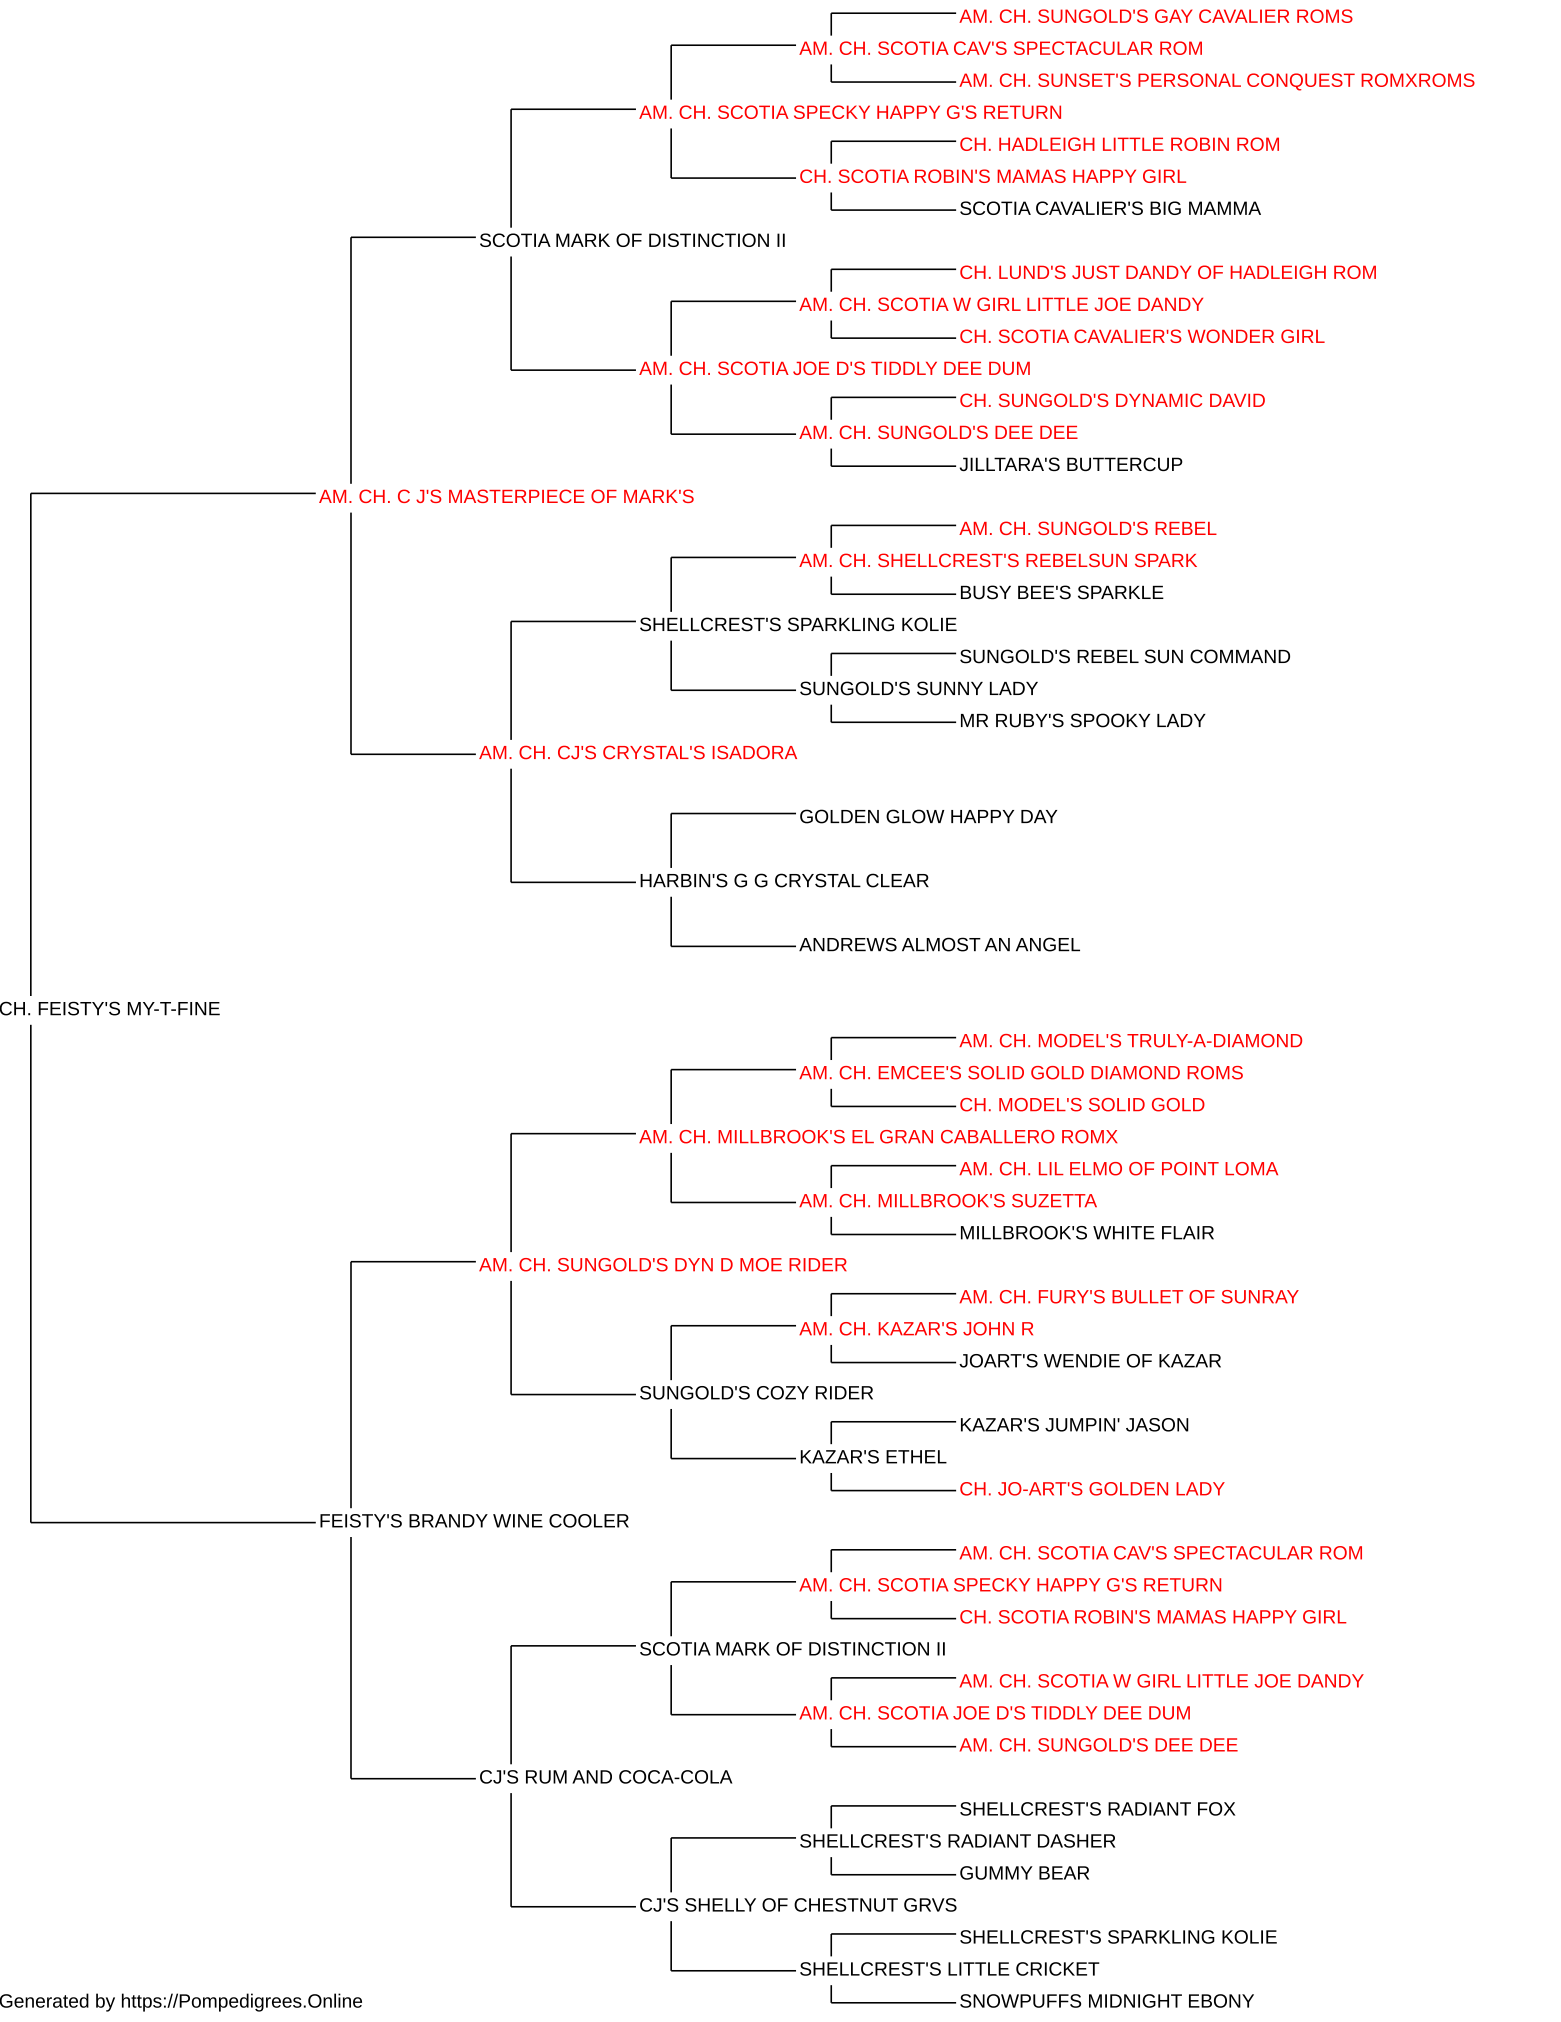 AM. CH. SUNGOLD'S GAY CAVALIER ROMS
AM. CH. SCOTIA CAV'S SPECTACULAR ROM
AM. CH. SUNSET'S PERSONAL CONQUEST ROMXROMS
AM. CH. SCOTIA SPECKY HAPPY G'S RETURN
CH. HADLEIGH LITTLE ROBIN ROM
CH. SCOTIA ROBIN'S MAMAS HAPPY GIRL
SCOTIA CAVALIER'S BIG MAMMA
SCOTIA MARK OF DISTINCTION II
CH. LUND'S JUST DANDY OF HADLEIGH ROM
AM. CH. SCOTIA W GIRL LITTLE JOE DANDY
CH. SCOTIA CAVALIER'S WONDER GIRL
AM. CH. SCOTIA JOE D'S TIDDLY DEE DUM
CH. SUNGOLD'S DYNAMIC DAVID
AM. CH. SUNGOLD'S DEE DEE
JILLTARA'S BUTTERCUP
AM. CH. C J'S MASTERPIECE OF MARK'S
AM. CH. SUNGOLD'S REBEL
AM. CH. SHELLCREST'S REBELSUN SPARK
BUSY BEE'S SPARKLE
SHELLCREST'S SPARKLING KOLIE
SUNGOLD'S REBEL SUN COMMAND
SUNGOLD'S SUNNY LADY
MR RUBY'S SPOOKY LADY
AM. CH. CJ'S CRYSTAL'S ISADORA
GOLDEN GLOW HAPPY DAY
HARBIN'S G G CRYSTAL CLEAR
ANDREWS ALMOST AN ANGEL
CH. FEISTY'S MY-T-FINE
AM. CH. MODEL'S TRULY-A-DIAMOND
AM. CH. EMCEE'S SOLID GOLD DIAMOND ROMS
CH. MODEL'S SOLID GOLD
AM. CH. MILLBROOK'S EL GRAN CABALLERO ROMX
AM. CH. LIL ELMO OF POINT LOMA
AM. CH. MILLBROOK'S SUZETTA
MILLBROOK'S WHITE FLAIR
AM. CH. SUNGOLD'S DYN D MOE RIDER
AM. CH. FURY'S BULLET OF SUNRAY
AM. CH. KAZAR'S JOHN R
JOART'S WENDIE OF KAZAR
SUNGOLD'S COZY RIDER
KAZAR'S JUMPIN' JASON
KAZAR'S ETHEL
CH. JO-ART'S GOLDEN LADY
FEISTY'S BRANDY WINE COOLER
AM. CH. SCOTIA CAV'S SPECTACULAR ROM
AM. CH. SCOTIA SPECKY HAPPY G'S RETURN
CH. SCOTIA ROBIN'S MAMAS HAPPY GIRL
SCOTIA MARK OF DISTINCTION II
AM. CH. SCOTIA W GIRL LITTLE JOE DANDY
AM. CH. SCOTIA JOE D'S TIDDLY DEE DUM
AM. CH. SUNGOLD'S DEE DEE
CJ'S RUM AND COCA-COLA
SHELLCREST'S RADIANT FOX
SHELLCREST'S RADIANT DASHER
GUMMY BEAR
CJ'S SHELLY OF CHESTNUT GRVS
SHELLCREST'S SPARKLING KOLIE
SHELLCREST'S LITTLE CRICKET
SNOWPUFFS MIDNIGHT EBONY
Generated by https://Pompedigrees.Online